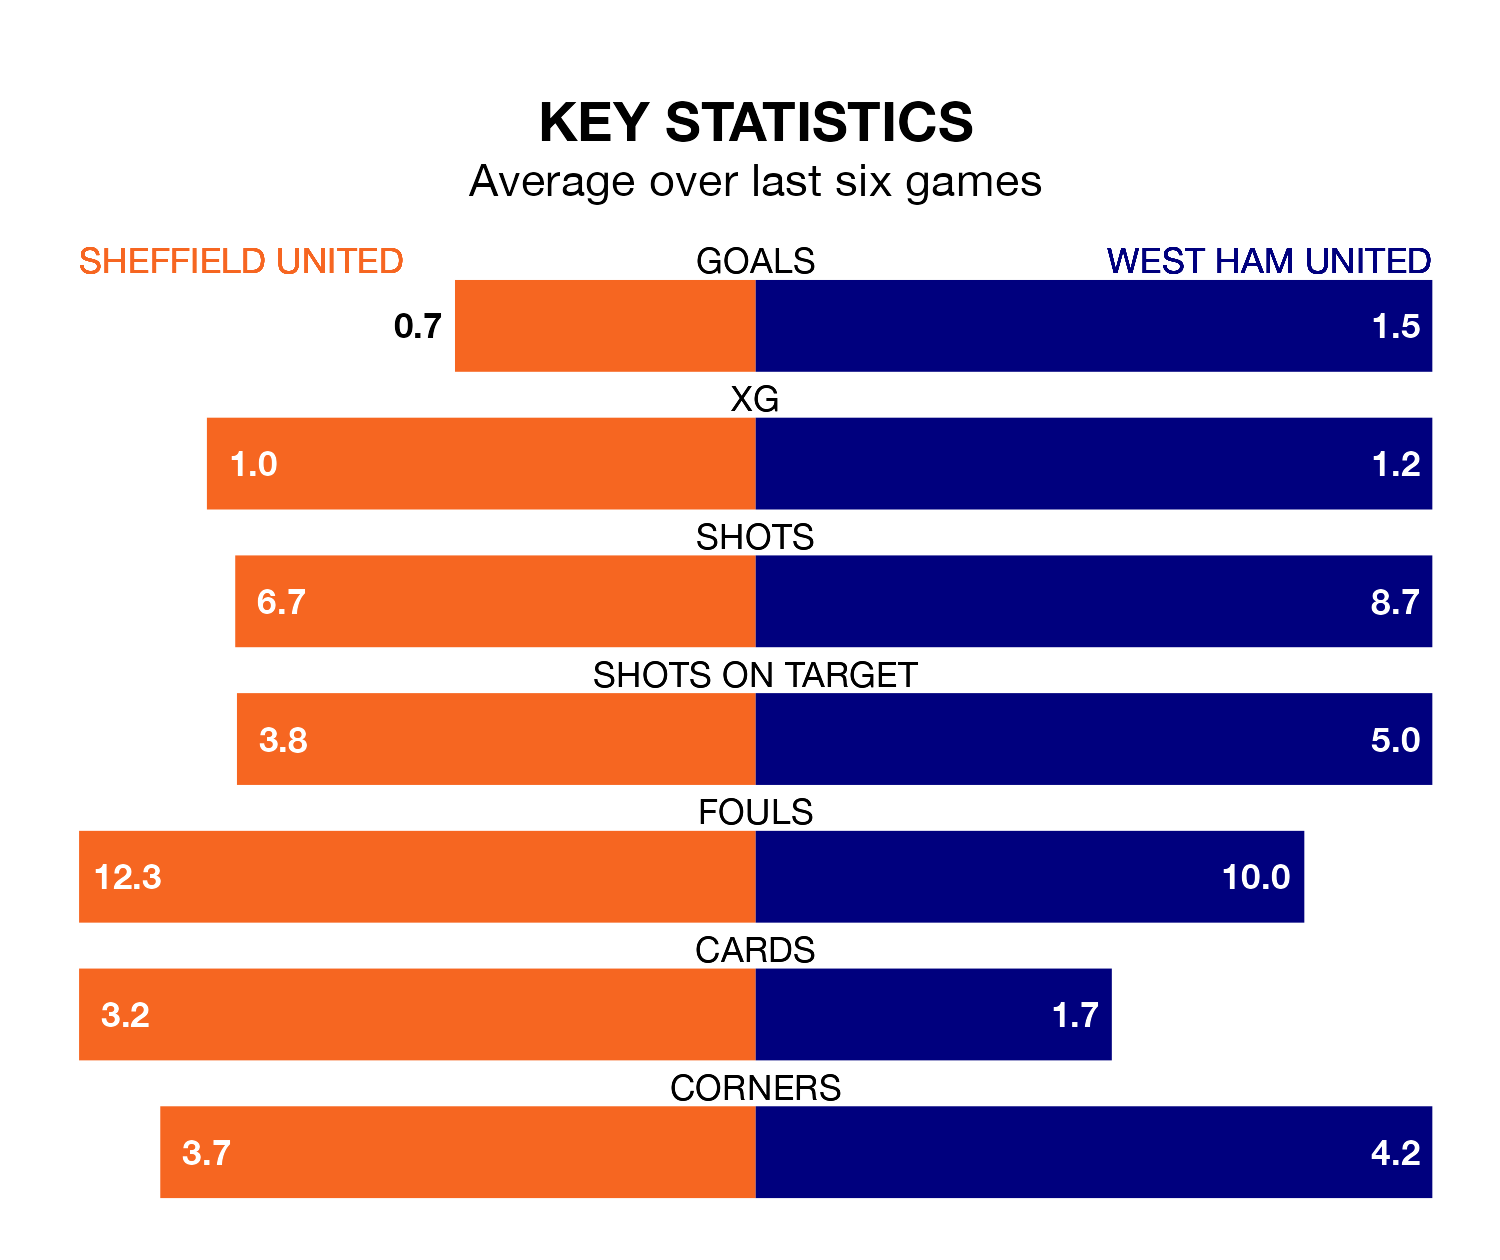 KEY STATISTICS
Average over last six games
SHEFFIELD UNITED GOALS WEST HAM UNITED
0.7 1.5
XG
1.0 1.2
SHOTS
6.7 8.7
SHOTS ON TARGET
3.8 5.0
FOULS
12.3 10.0
CARDS
3.2 1.7
CORNERS
3.7 4.2